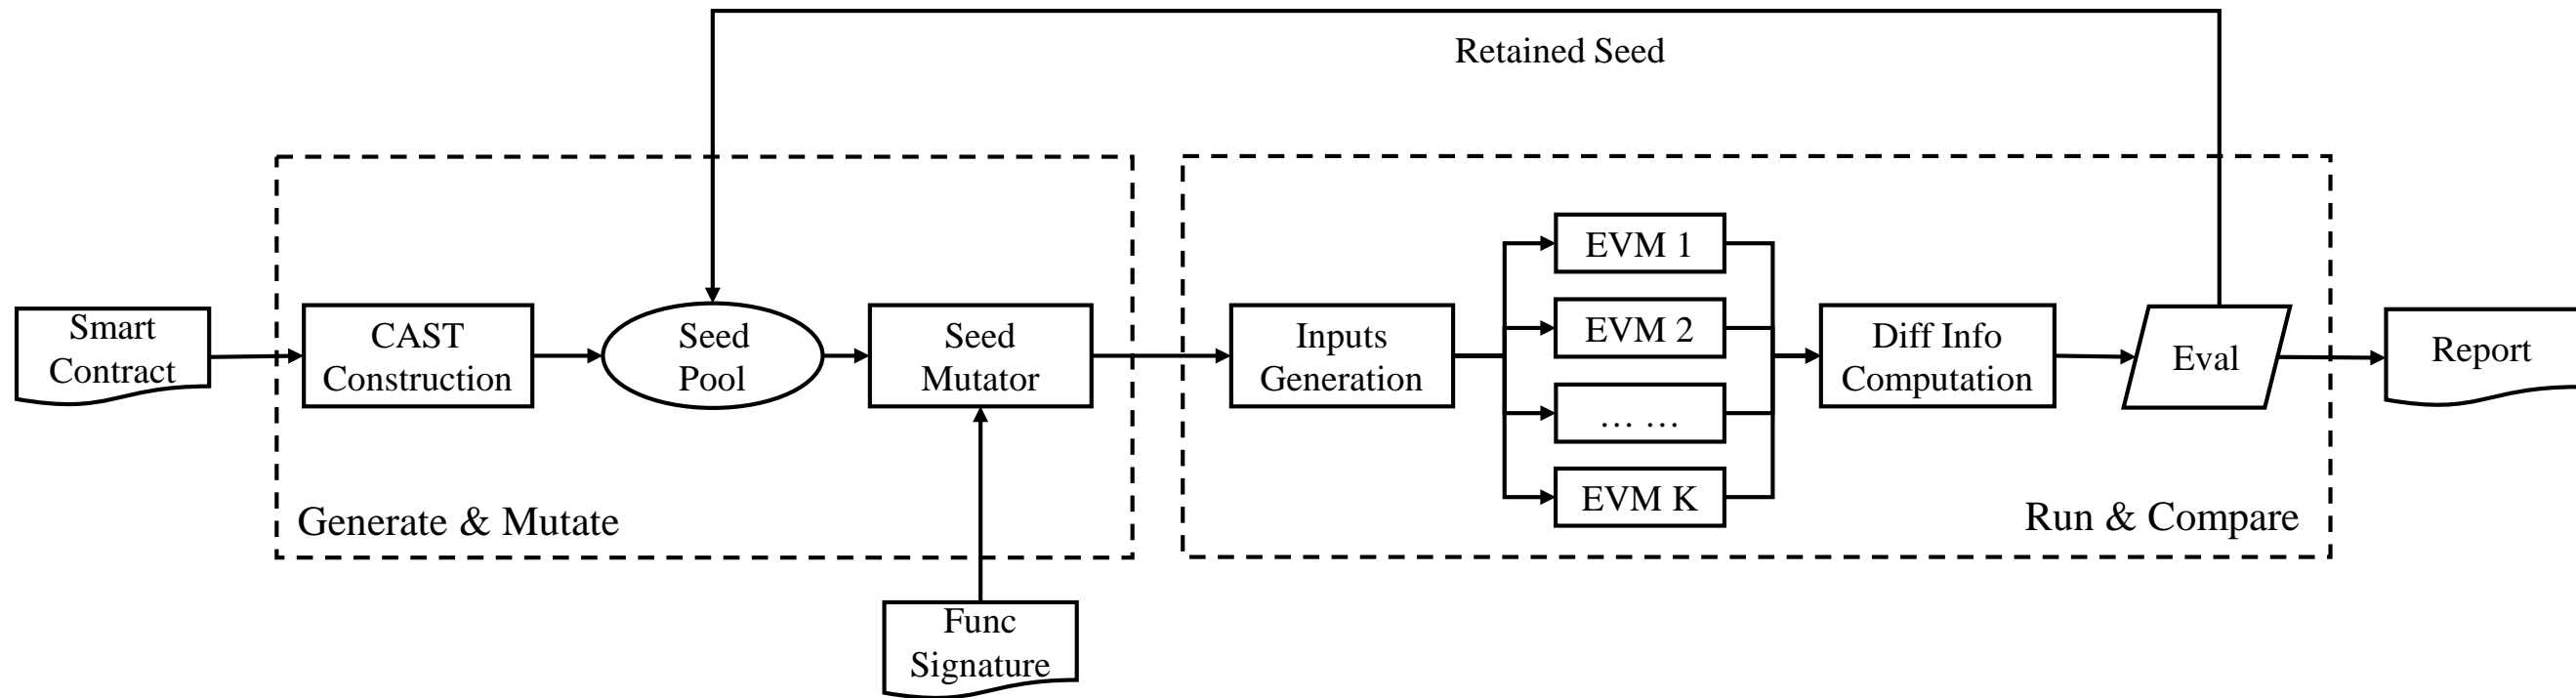 Retained Seed
Smart
Contract
CAST
Construction
Seed
Pool
Seed
Mutator
Func
Signature
Generate & Mutate
Inputs
Generation
EVM 1
EVM 2
... ...
EVM K
Diff Info
Computation
Eval
Run & Compare
Report